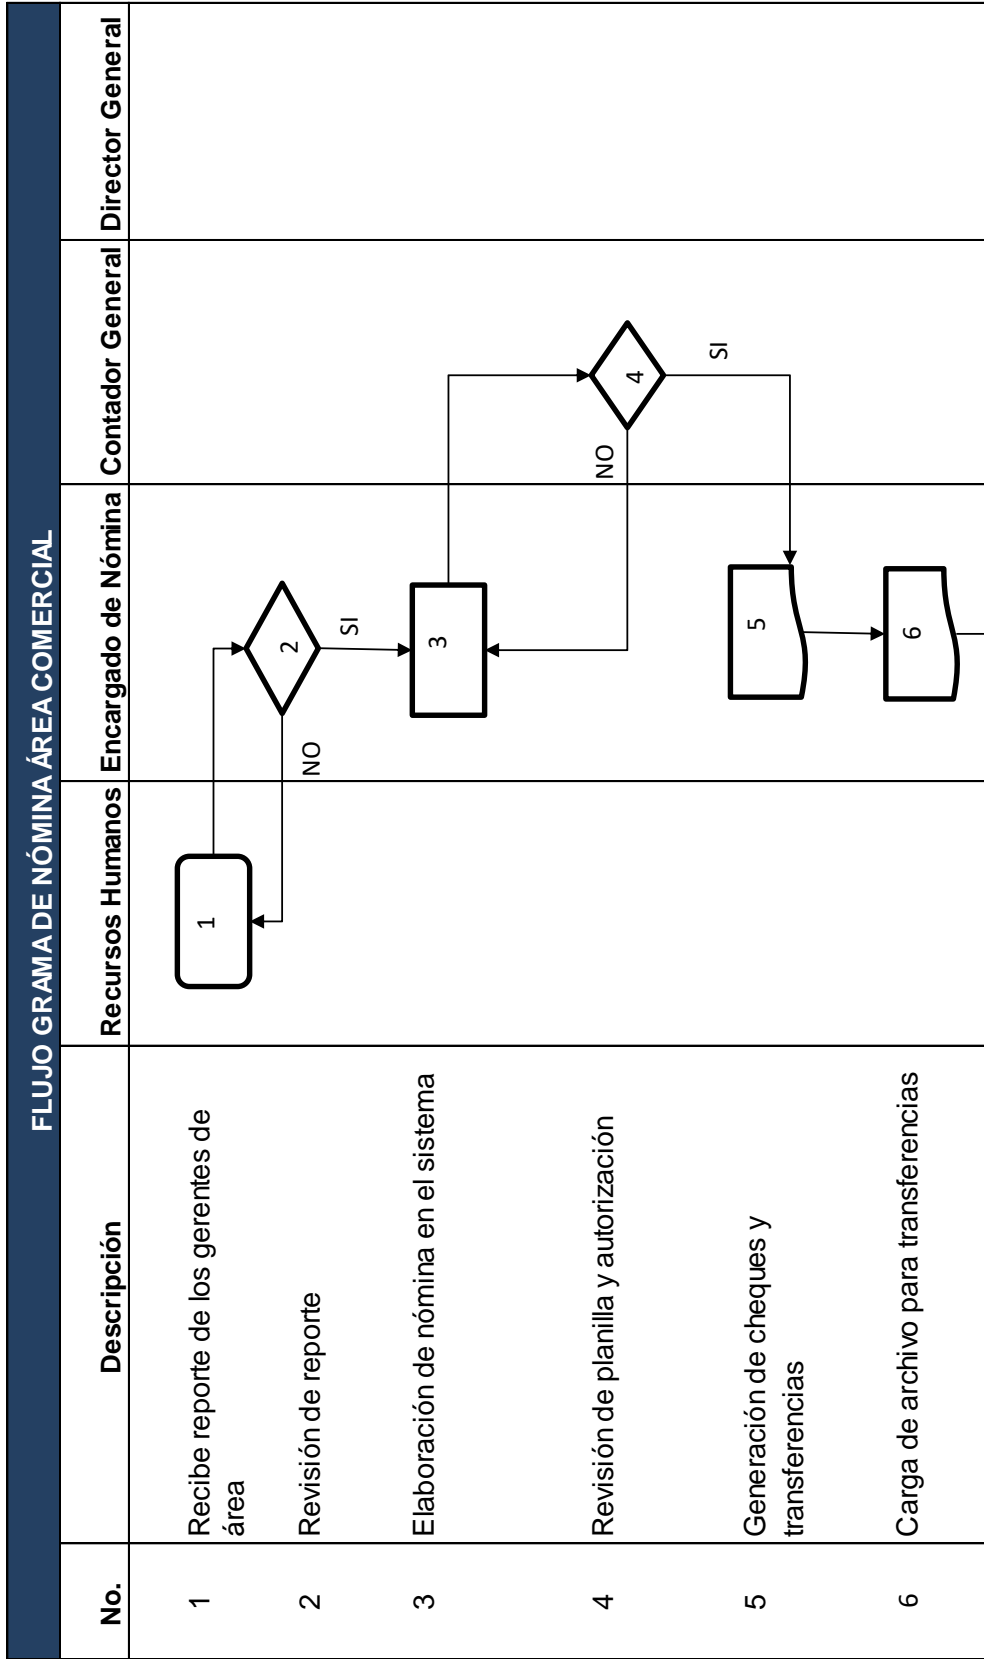 FLUJO GRAMA DE NÓMINA ÁREA COMERCIAL
No. Descripción Recursos Humanos Encargado de Nómina Contador General Director General
1 Recibe reporte de los gerentes de
área
1
2 Revisión de reporte
2
NO
SI
3 Elaboración de nómina en el sistema
3
4 Revisión de planilla y autorización
4
NO
SI
5 Generación de cheques y
transferencias
5
6 Carga de archivo para transferencias
6